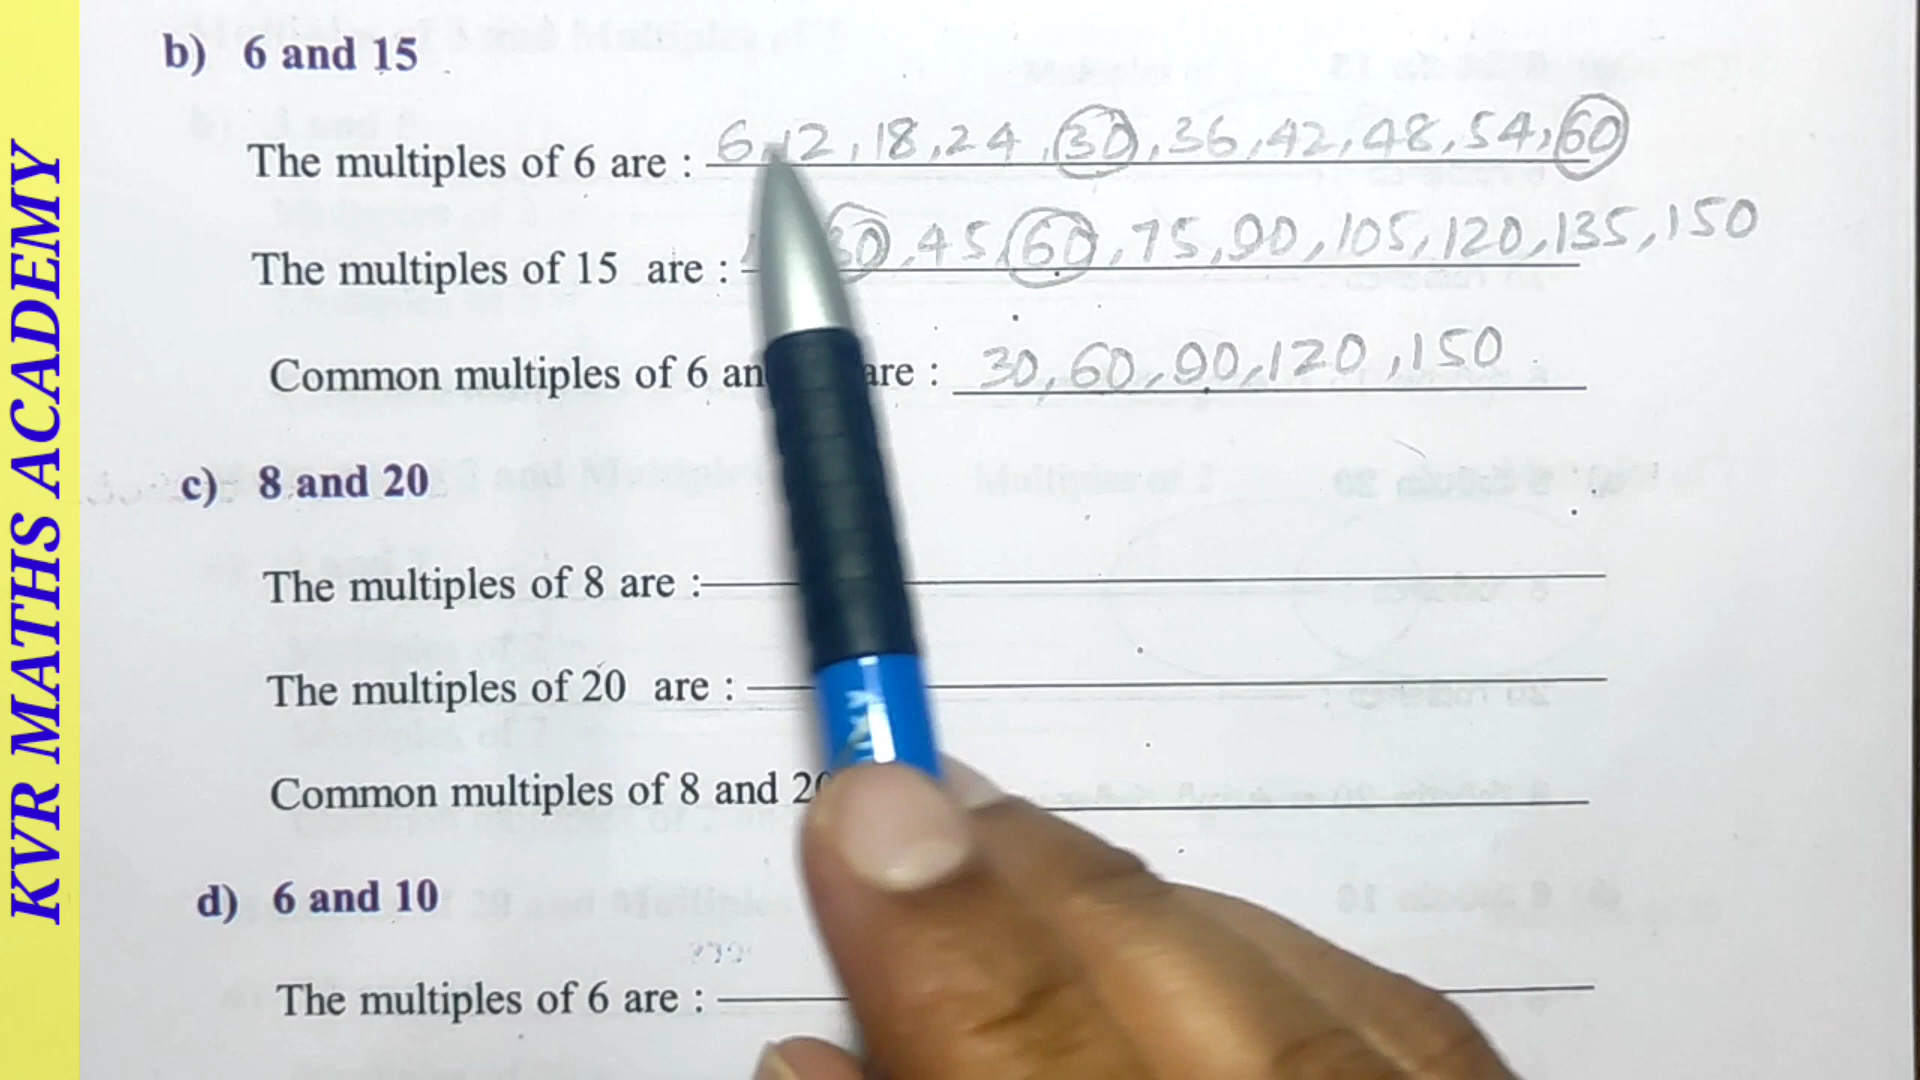 KVR MATHS ACADEMY
b) 6 and 15
The multiples of 6 are : 6,12,18,24,30,36,42,48,54,60
The multiples of 15 are : 30,45,60,75,90,105,120,135,150
Common multiples of 6 are : 30,60,90,120,150
c) 8 and 20
The multiples of 8 are :
The multiples of 20 are :
Common multiples of 8 and
d) 6 and 10
The multiples of 6 are :